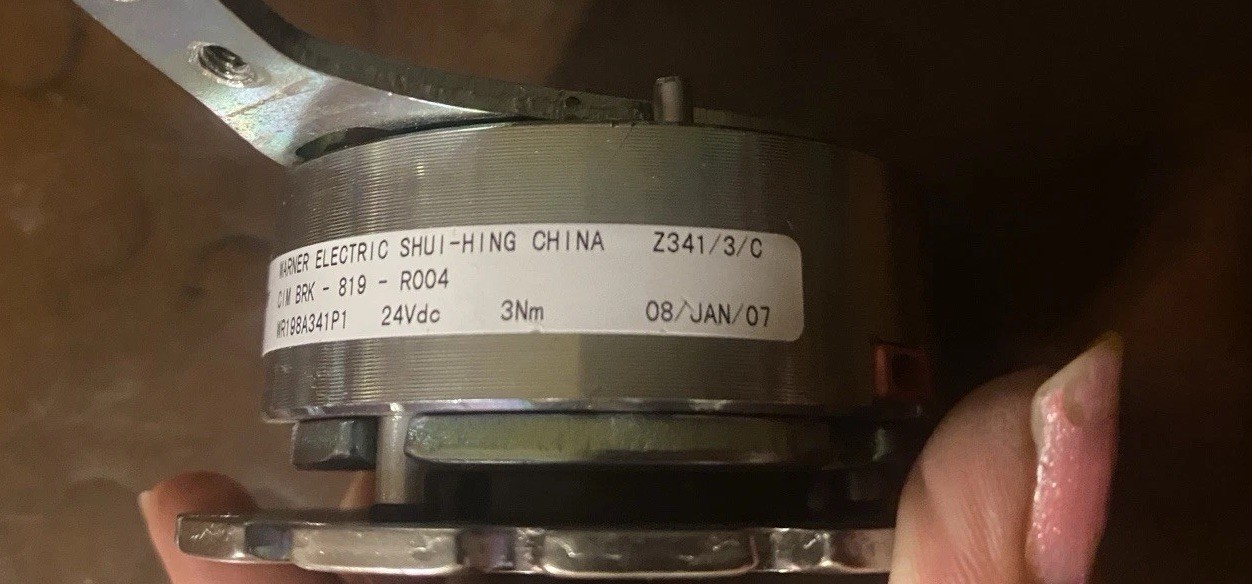 WARNER ELECTRIC SHUI-HING CHINA Z341/3/C
CIM BRK - 819 - R004
WR198A341P1 24Vdc 3Nm 08/JAN/07